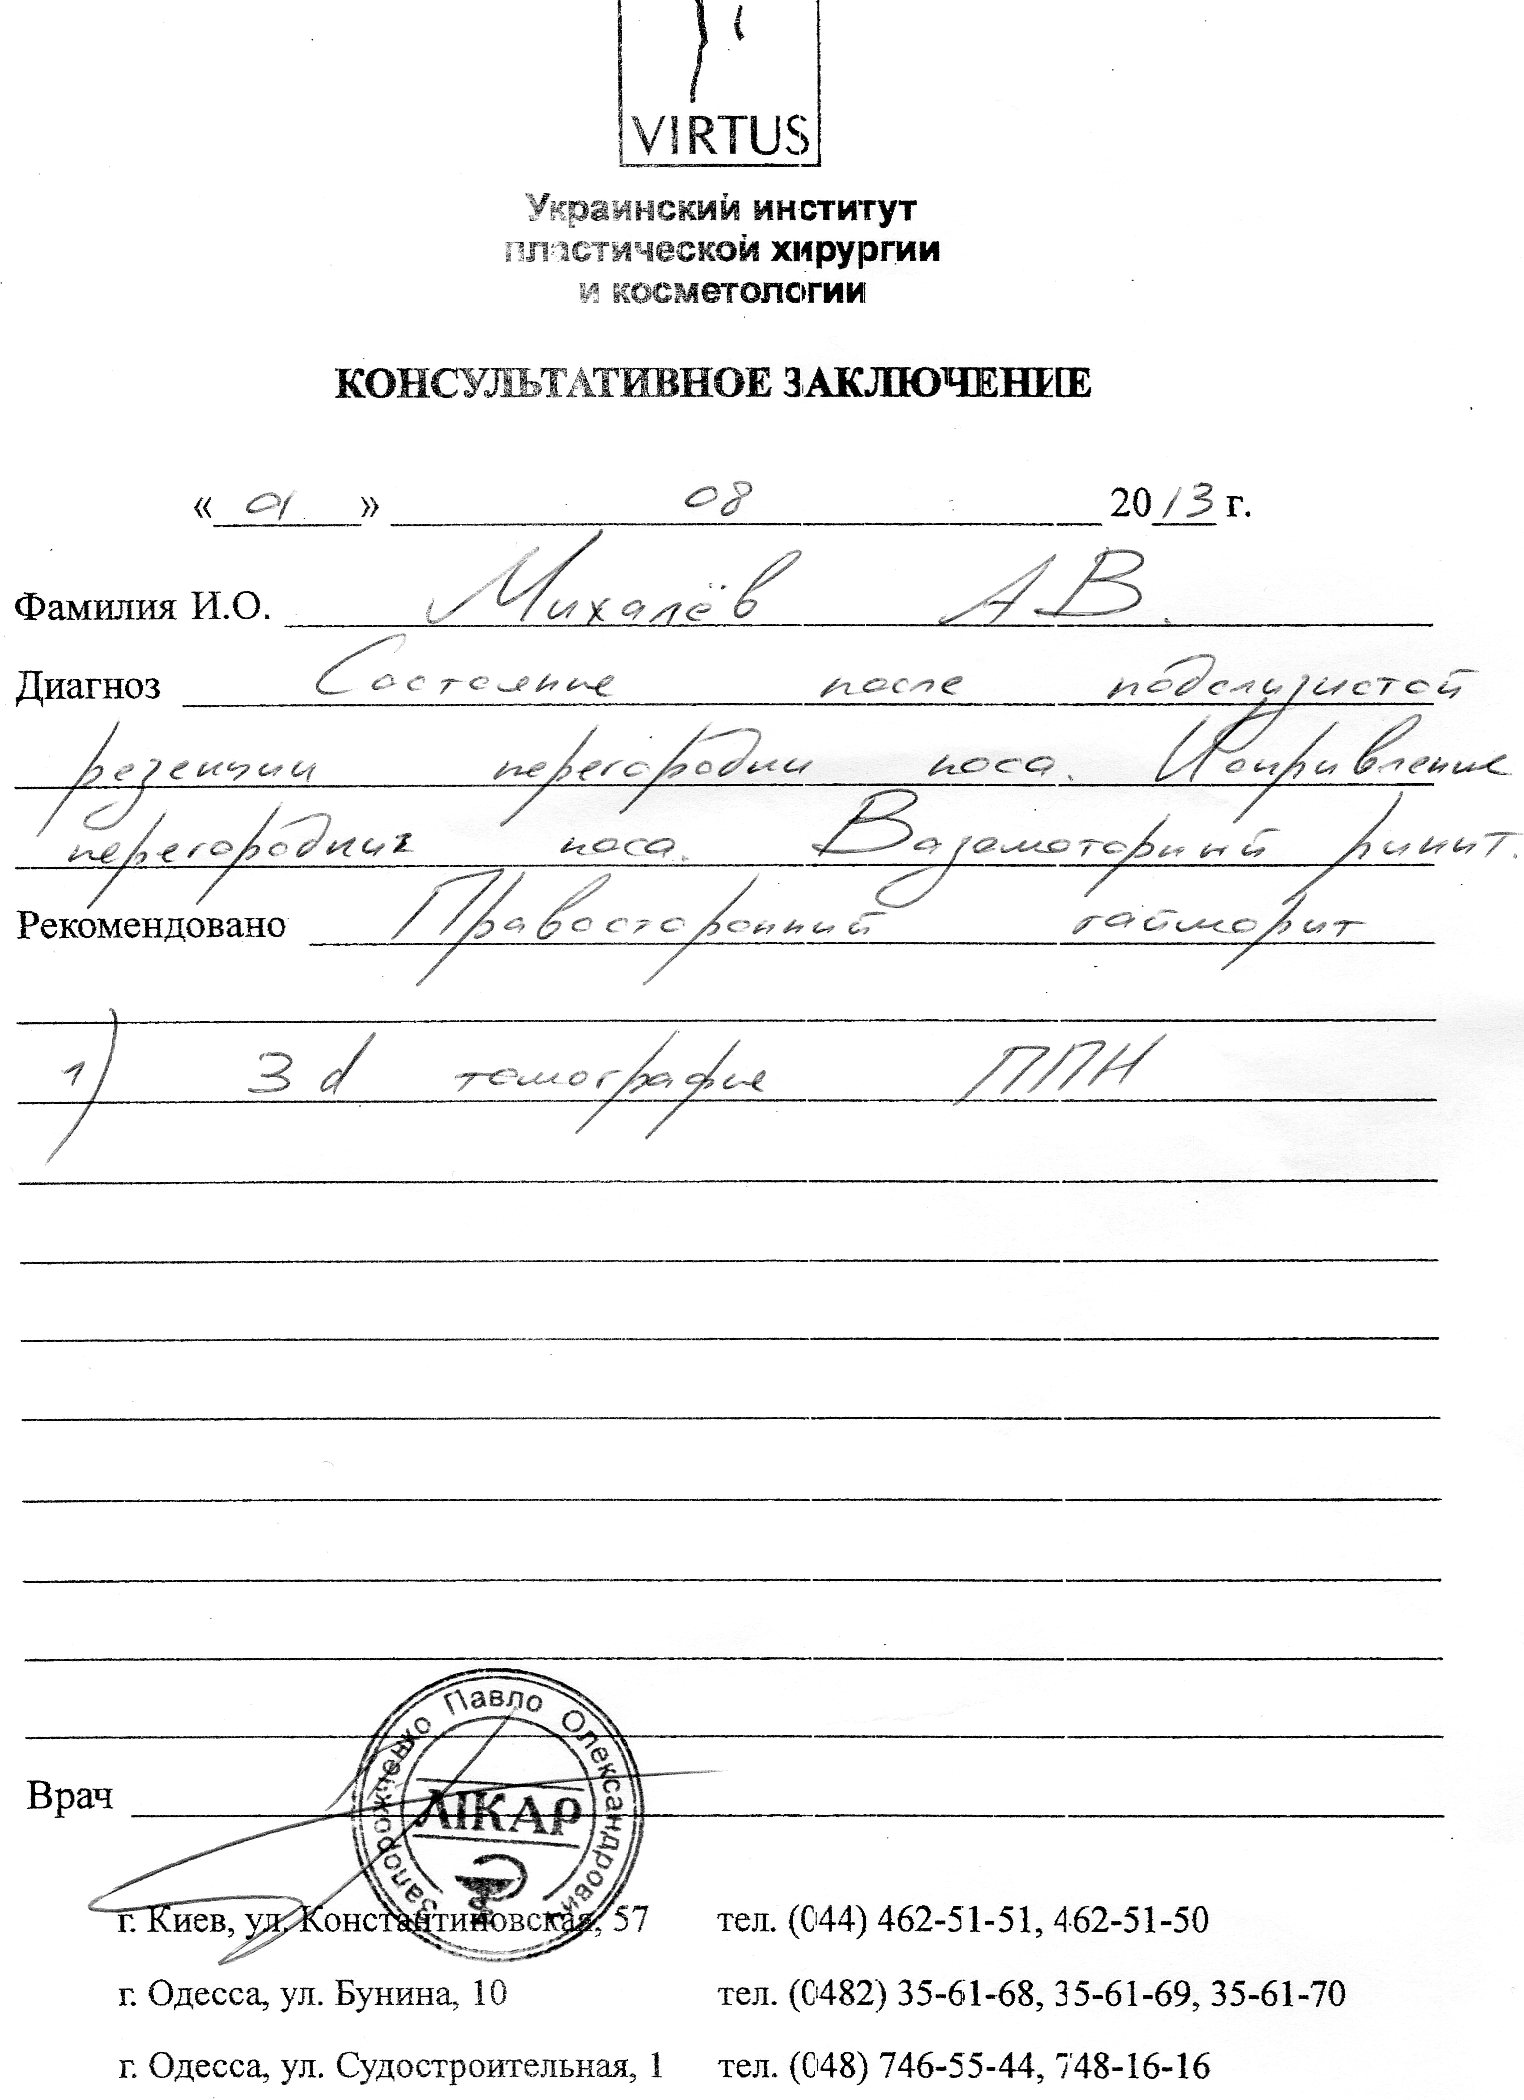 VIRTUS
Украинский институт
пластической хирургии
и косметологии
КОНСУЛЬТАТИВНОЕ ЗАКЛЮЧЕНИЕ
« 01 » 08 2013 г.
Фамилия И.О. Михалёв А В.
Диагноз Состояние после подслизистой
резекции перегородки носа. Искривление
перегородки носа. Вазомоторный ринит.
Рекомендовано Правосторонний гайморит
1) 3 d томография ППН
Запорожченко Павло Олександрович
ЛІКАР
Врач
г. Киев, ул. Константиновская, 57 тел. (044) 462-51-51, 462-51-50
г. Одесса, ул. Бунина, 10 тел. (0482) 35-61-68, 35-61-69, 35-61-70
г. Одесса, ул. Судостроительная, 1 тел. (048) 746-55-44, 748-16-16